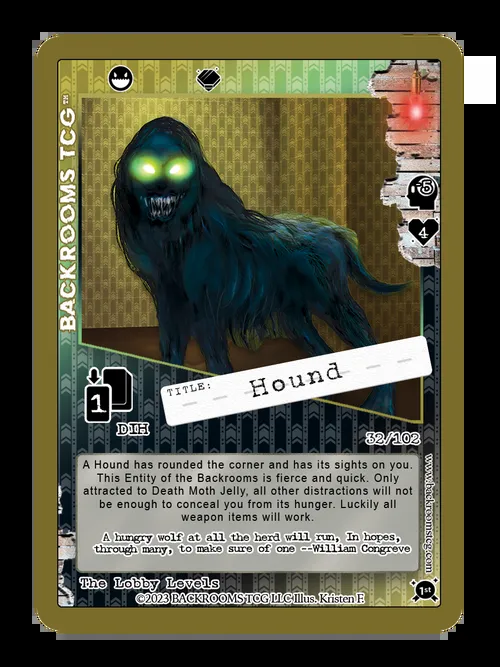 BACKROOMS TCG™
5
4
1
DIH
TITLE: Hound
32/102
A Hound has rounded the corner and has its sights on you.
This Entity of the Backrooms is fierce and quick. Only
attracted to Death Moth Jelly, all other distractions will not
be enough to conceal you from its hunger. Luckily all
weapon items will work.
A hungry wolf at all the herd will run, In hopes,
through many, to make sure of one --William Congreve
www.backroomstcg.com
The Lobby Levels
©2023 BACKROOMS TCG LLC Illus. Kristen F.
1st